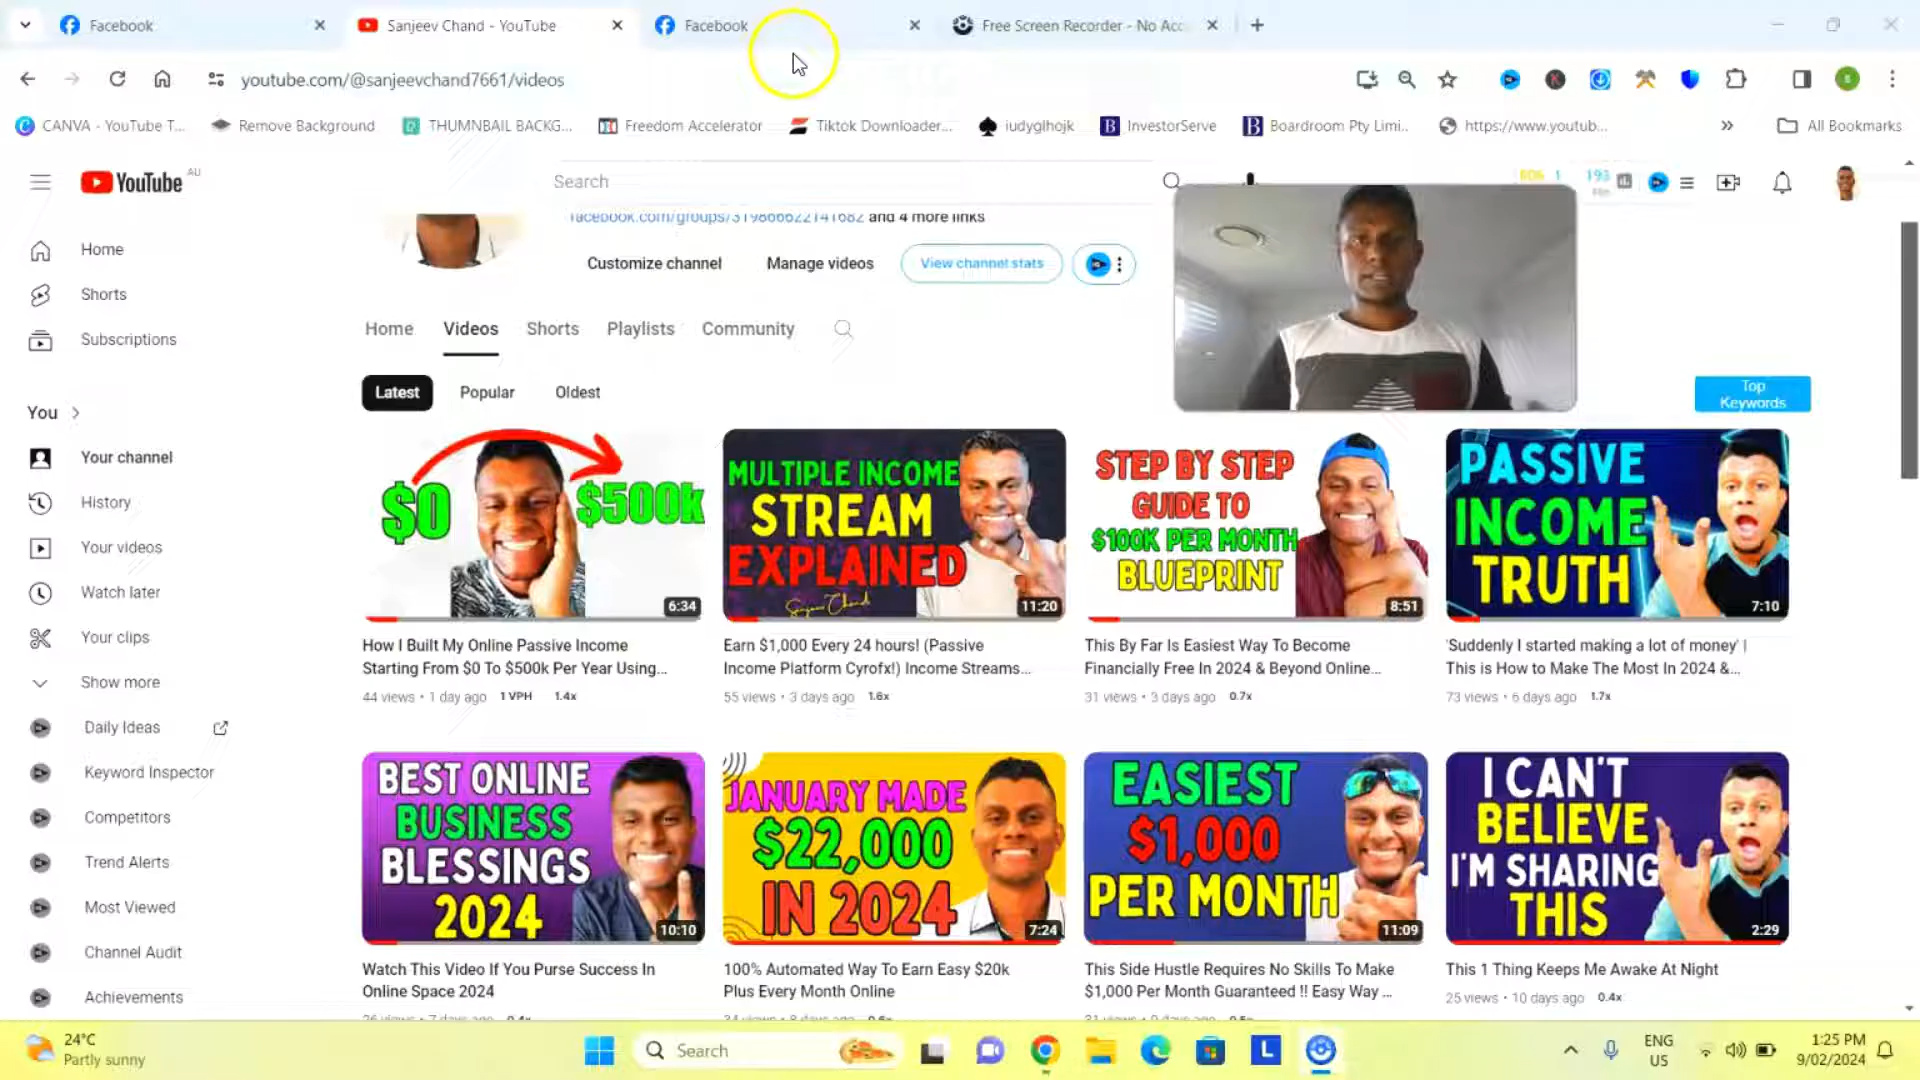 Facebook
Sanjeev Chand - YouTube
Facebook
Free Screen Recorder - No Acc
youtube.com/@sanjeevchand7661/videos
CANVA - YouTube T...
Remove Background
THUMNBAIL BACKG...
Freedom Accelerator
Tiktok Downloader...
iudyglhojk
InvestorServe
Boardroom Pty Limi...
https://www.youtub...
All Bookmarks
YouTube
AU
Search
606 1 193
facebook.com/groups/319866622141682 and 4 more links
Customize channel
Manage videos
View channel stats
Home
Videos
Shorts
Playlists
Community
Latest
Popular
Oldest
Top
Keywords
Home
Shorts
Subscriptions
You
Your channel
History
Your videos
Watch later
Your clips
Show more
Daily Ideas
Keyword Inspector
Competitors
Trend Alerts
Most Viewed
Channel Audit
Achievements
$0
$500k
6:34
How I Built My Online Passive Income
Starting From $0 To $500k Per Year Using...
44 views • 1 day ago 1 VPH 1.4x
MULTIPLE INCOME
STREAM
EXPLAINED
Sanjeev Chand
11:20
Earn $1,000 Every 24 hours! (Passive
Income Platform Cyrofx!) Income Streams...
55 views • 3 days ago 1.6x
STEP BY STEP
GUIDE TO
$100K PER MONTH
BLUEPRINT
8:51
This By Far Is Easiest Way To Become
Financially Free In 2024 & Beyond Online...
31 views • 3 days ago 0.7x
PASSIVE
INCOME
TRUTH
7:10
'Suddenly I started making a lot of money' |
This is How to Make The Most In 2024 &...
73 views • 6 days ago 1.7x
BEST ONLINE
BUSINESS
BLESSINGS
2024
10:10
Watch This Video If You Purse Success In
Online Space 2024
JANUARY MADE
$22,000
IN 2024
7:24
100% Automated Way To Earn Easy $20k
Plus Every Month Online
EASIEST
$1,000
PER MONTH
11:09
This Side Hustle Requires No Skills To Make
$1,000 Per Month Guaranteed !! Easy Way ...
I CAN'T
BELIEVE
I'M SHARING
THIS
2:29
This 1 Thing Keeps Me Awake At Night
25 views • 10 days ago 0.4x
24°C
Partly sunny
Search
ENG
US
1:25 PM
9/02/2024